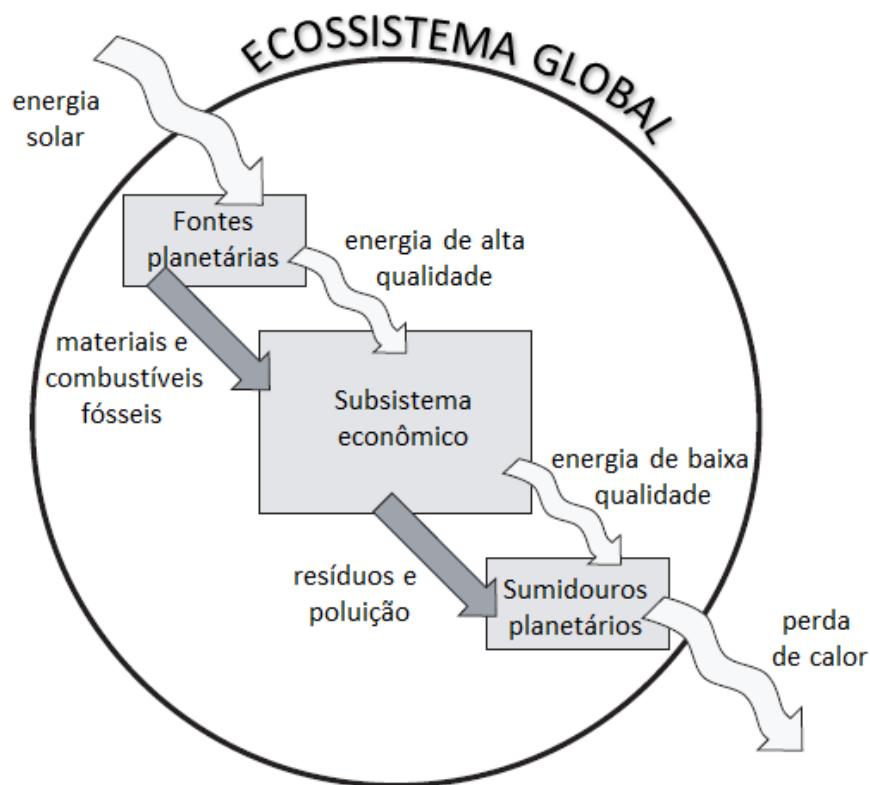 ECOSSISTEMA GLOBAL
energia
solar
Fontes
planetárias
energia de alta
qualidade
materiais e
combustíveis
fósseis
Subsistema
econômico
energia de baixa
qualidade
resíduos e
poluição
Sumidouros
planetários
perda
de calor